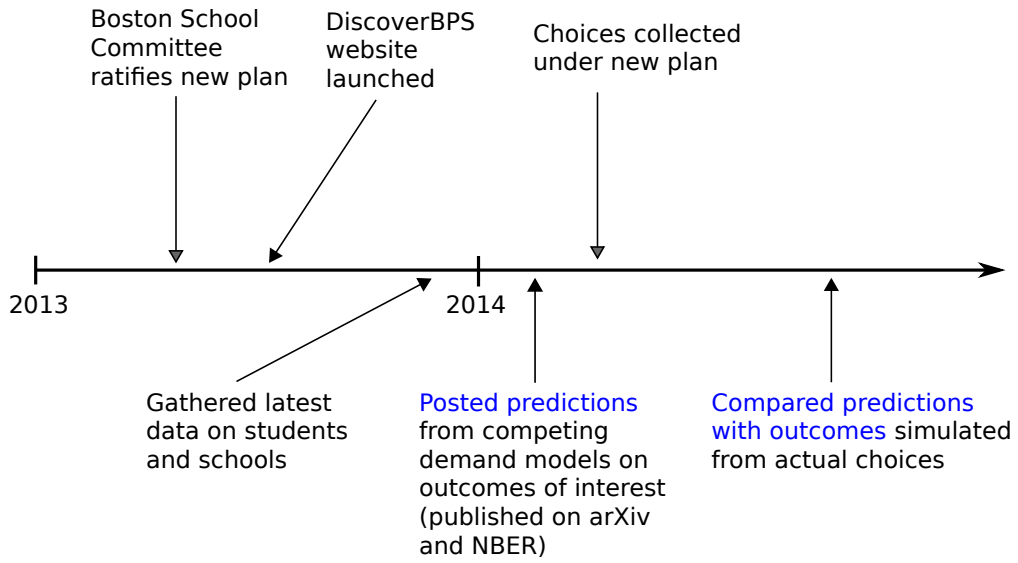 Boston School
Committee
ratifies new plan
DiscoverBPS
website
launched
Choices collected
under new plan
2013
2014
Gathered latest
data on students
and schools
Posted predictions
from competing
demand models on
outcomes of interest
(published on arXiv
and NBER)
Compared predictions
with outcomes simulated
from actual choices